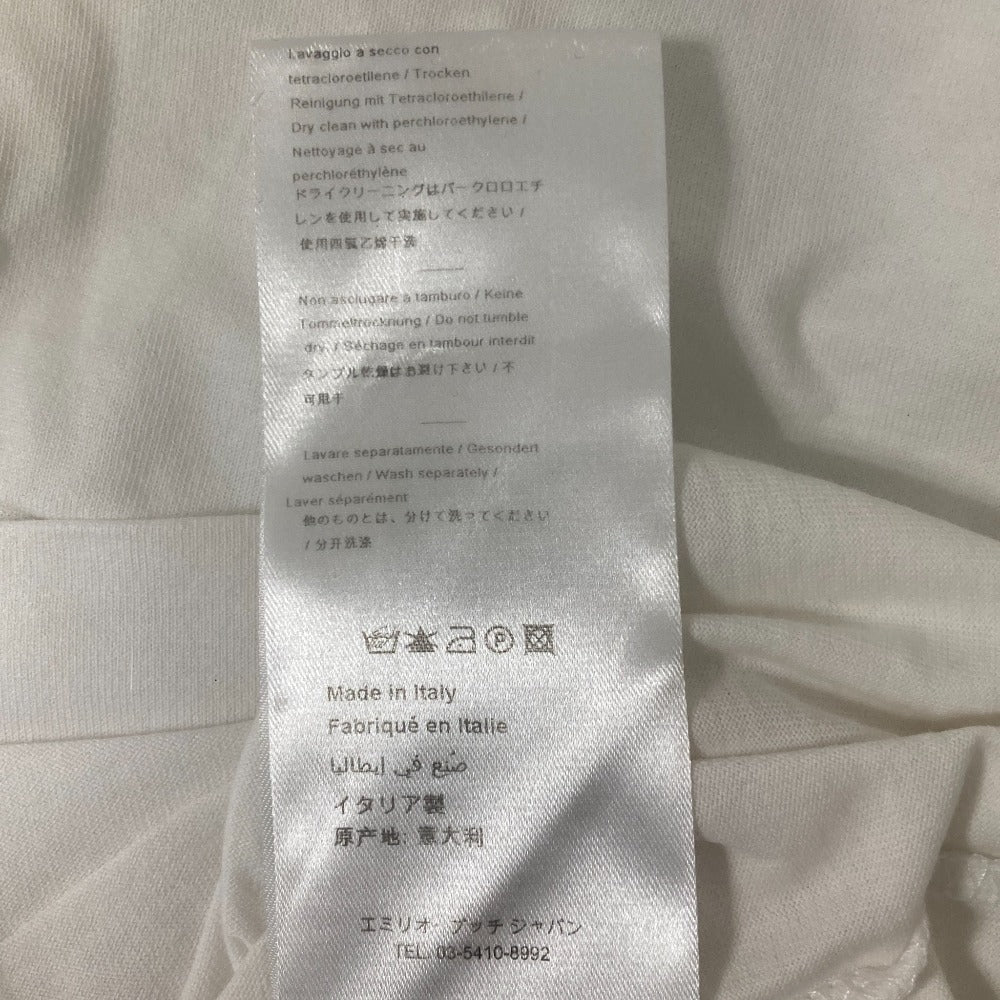 Lavaggio a secco con
tetracloroetilene / Trocken
Reinigung mit Tetracloroethilene /
Dry clean with perchloroethylene /
Nettoyage à sec au
perchloréthylène
ドライクリーニングはパークロロエチ
レンを使用して実施してください /
使用四氯乙烯干洗
Non asciugare a tamburo / Keine
Tommeltrocknung / Do not tumble
dry. / Séchage en tambour interdit
タンブル乾燥はお避け下さい / 不
可用干
Lavare separatamente / Gesondert
waschen / Wash separately /
Laver séparément
他のものとは、分けて洗ってください
/ 分开洗涤
P
Made in Italy
Fabriqué en Italie
صُنع في إيطاليا
イタリア製
原产地: 意大利
エミリオ プッチ ジャパン
TEL. 03-5410-8992